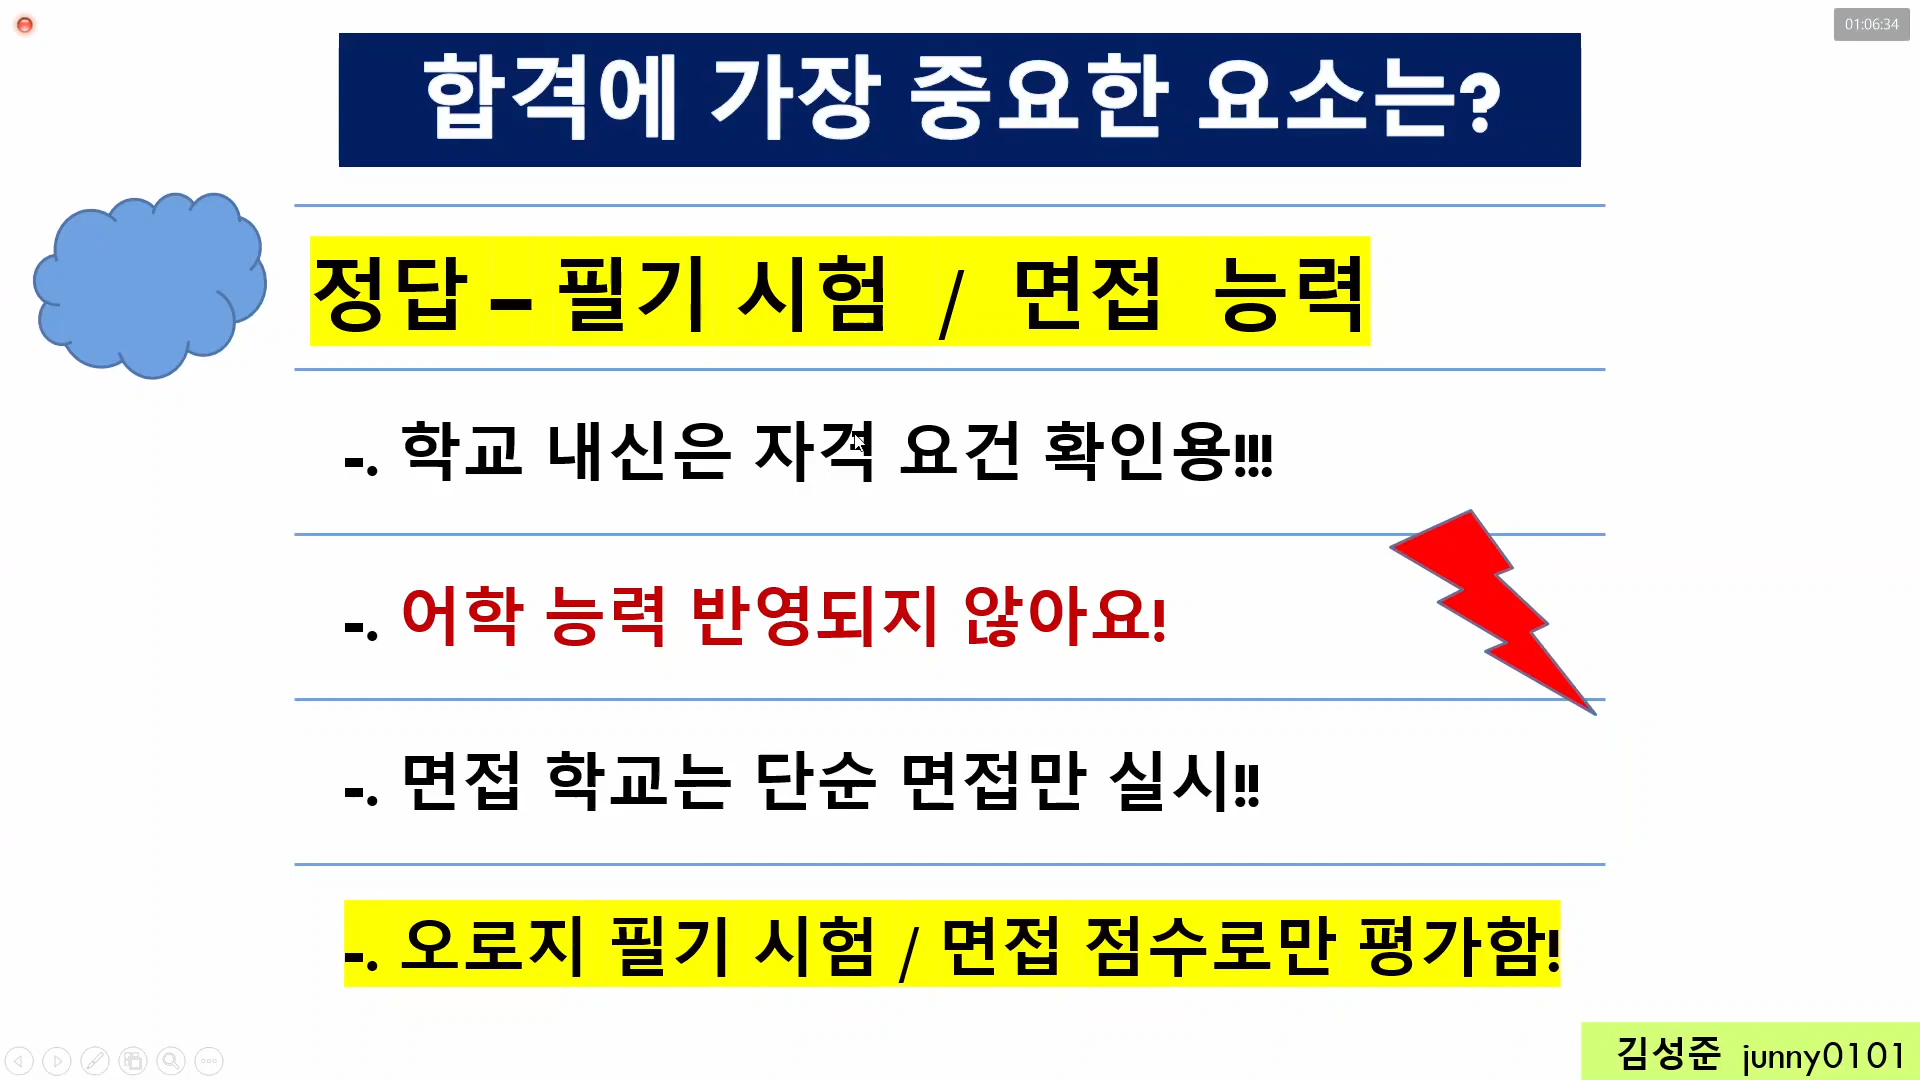 01:06:34
합격에 가장 중요한 요소는?
정답 – 필기 시험 / 면접 능력
-. 학교 내신은 자격 요건 확인용!!!
-. 어학 능력 반영되지 않아요!
-. 면접 학교는 단순 면접만 실시!!
-. 오로지 필기 시험 / 면접 점수로만 평가함!
김성준 junny0101